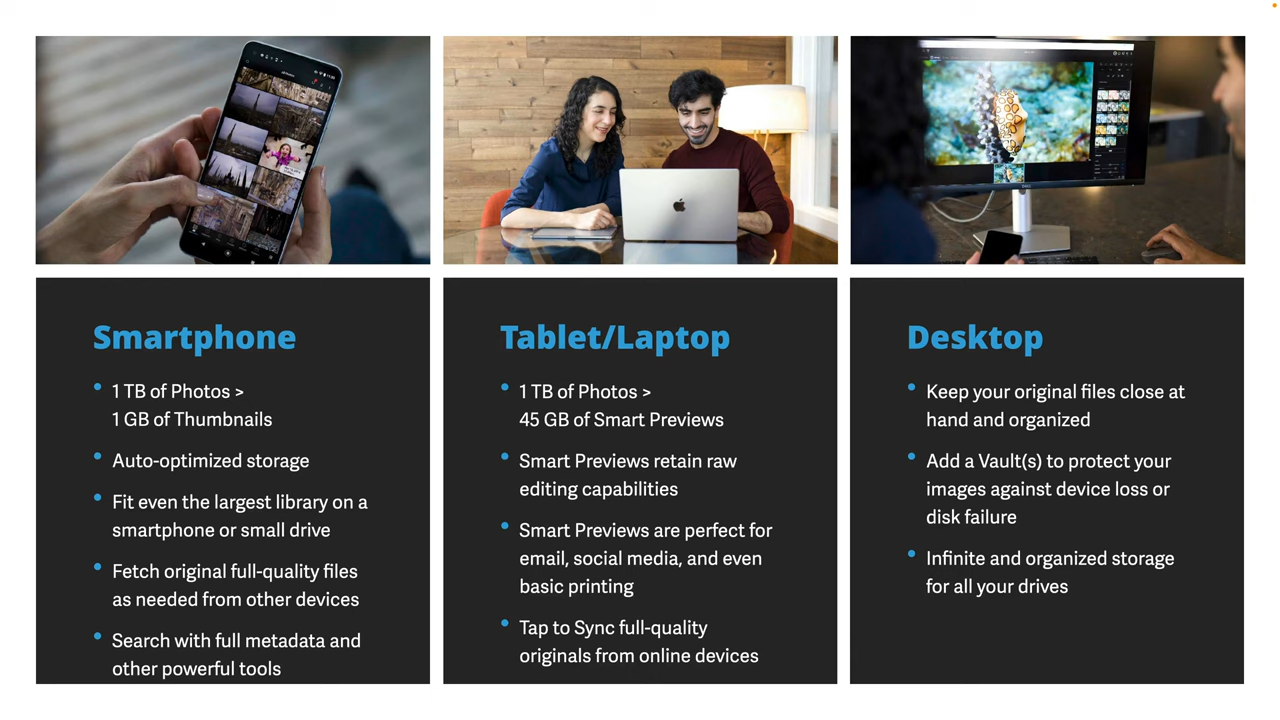 Smartphone
1 TB of Photos >
1 GB of Thumbnails
Auto-optimized storage
Fit even the largest library on a
smartphone or small drive
Fetch original full-quality files
as needed from other devices
Search with full metadata and
other powerful tools
Tablet/Laptop
1 TB of Photos >
45 GB of Smart Previews
Smart Previews retain raw
editing capabilities
Smart Previews are perfect for
email, social media, and even
basic printing
Tap to Sync full-quality
originals from online devices
Desktop
Keep your original files close at
hand and organized
Add a Vault(s) to protect your
images against device loss or
disk failure
Infinite and organized storage
for all your drives